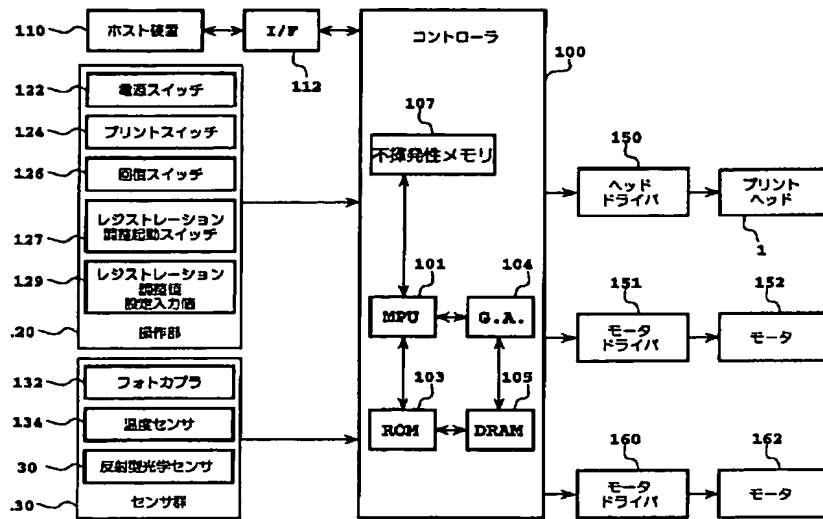 110
ホスト装置
I/F
112
コントローラ
100
122
電源スイッチ
124
プリントスイッチ
126
回復スイッチ
127
レジストレーション
調整起動スイッチ
129
レジストレーション
調整値
設定入力値
.20
操作部
132
フォトカプラ
134
温度センサ
30
反射型光学センサ
.30
センサ群
107
不揮発性メモリ
101
MPU
104
G.A.
103
ROM
105
DRAM
150
ヘッド
ドライバ
プリント
ヘッド
1
151
モータ
ドライバ
152
モータ
160
モータ
ドライバ
162
モータ